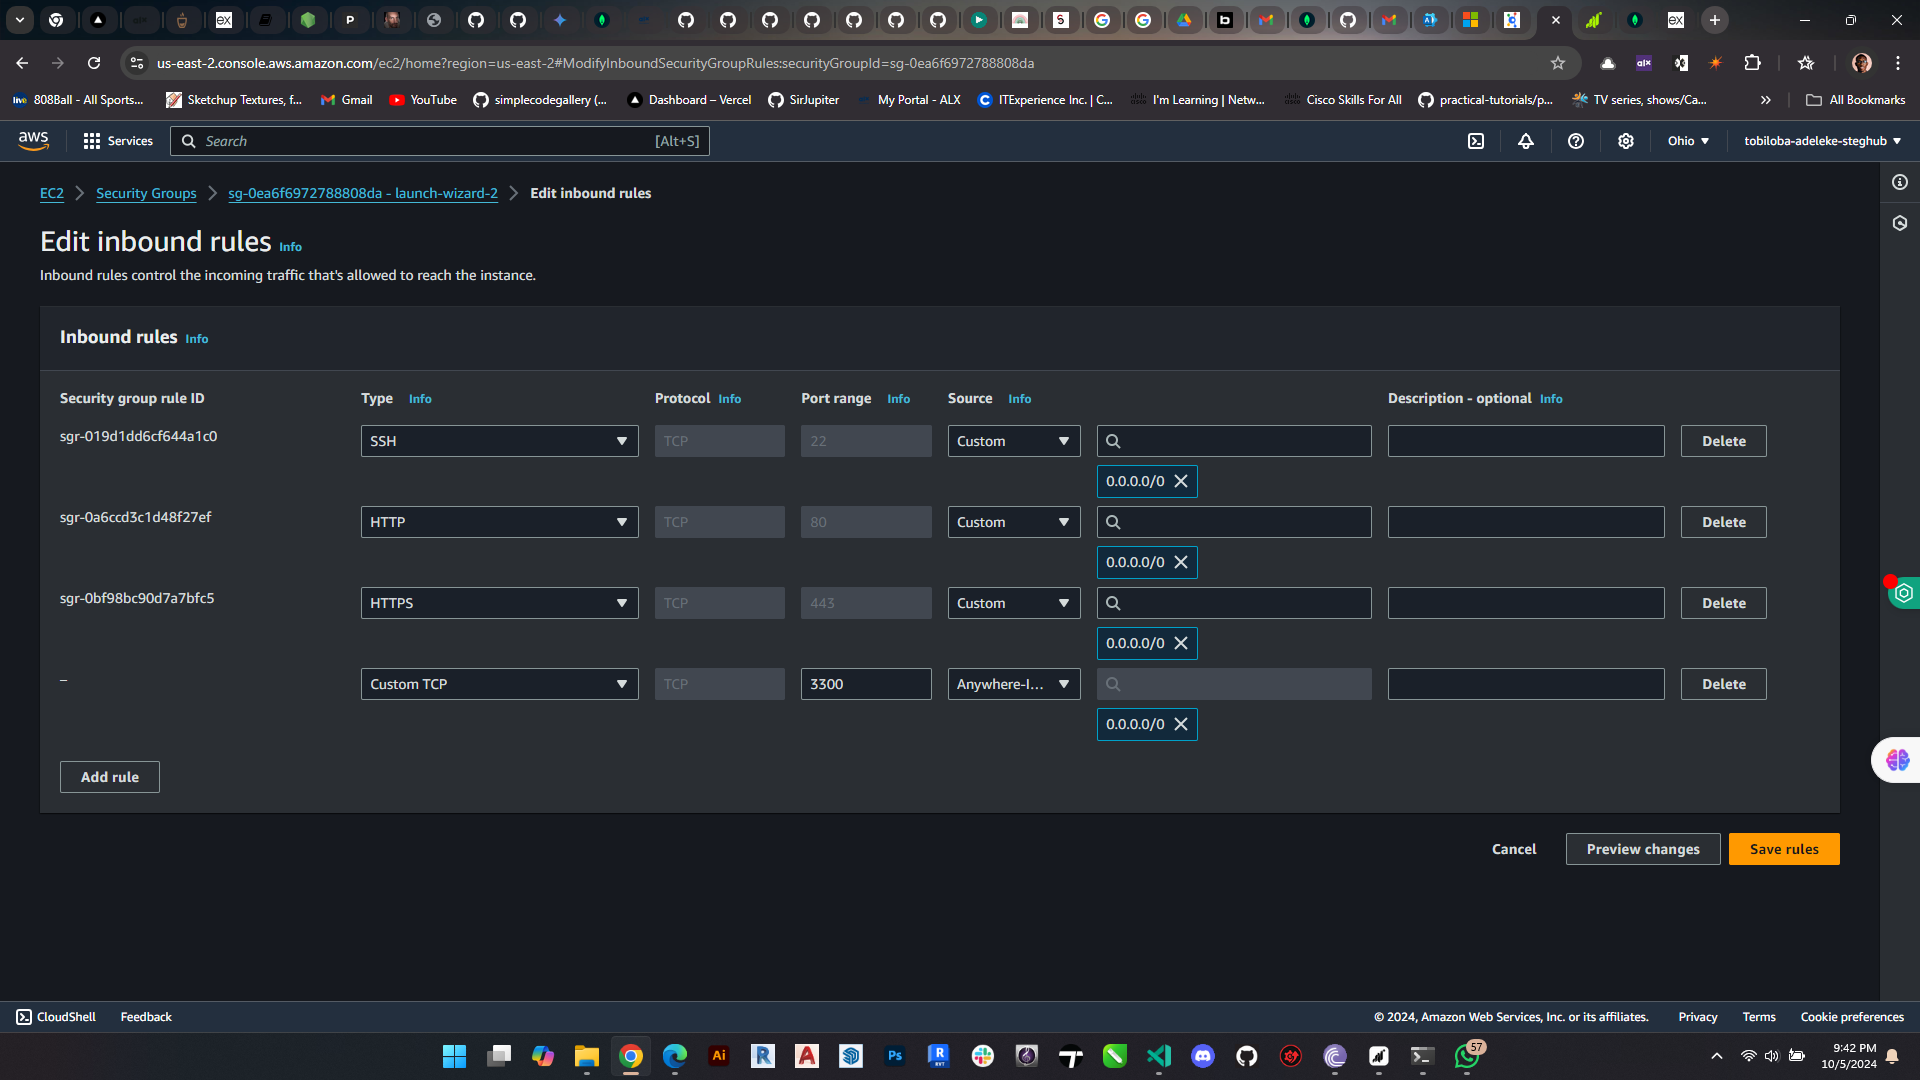 us-east-2.console.aws.amazon.com/ec2/home?region=us-east-2#ModifyInboundSecurityGroupRules:securityGroupId=sg-0ea6f6972788808da
808Ball - All Sports... Sketchup Textures, f... Gmail YouTube simplecodegallery (... Dashboard – Vercel SirJupiter My Portal - ALX ITExperience Inc. | C... I'm Learning | Netw... Cisco Skills For All practical-tutorials/p... TV series, shows/Ca... » All Bookmarks
aws Services Search [Alt+S] Ohio tobiloba-adeleke-steghub
EC2 Security Groups sg-0ea6f6972788808da - launch-wizard-2 Edit inbound rules
Edit inbound rules Info
Inbound rules control the incoming traffic that's allowed to reach the instance.
Inbound rules Info
Security group rule ID Type Info Protocol Info Port range Info Source Info Description - optional Info
sgr-019d1dd6cf644a1c0 SSH TCP 22 Custom Delete
0.0.0.0/0
sgr-0a6ccd3c1d48f27ef HTTP TCP 80 Custom Delete
0.0.0.0/0
sgr-0bf98bc90d7a7bfc5 HTTPS TCP 443 Custom Delete
0.0.0.0/0
– Custom TCP TCP 3300 Anywhere-I... Delete
0.0.0.0/0
Add rule
Cancel Preview changes Save rules
CloudShell Feedback © 2024, Amazon Web Services, Inc. or its affiliates. Privacy Terms Cookie preferences
57
9:42 PM
10/5/2024